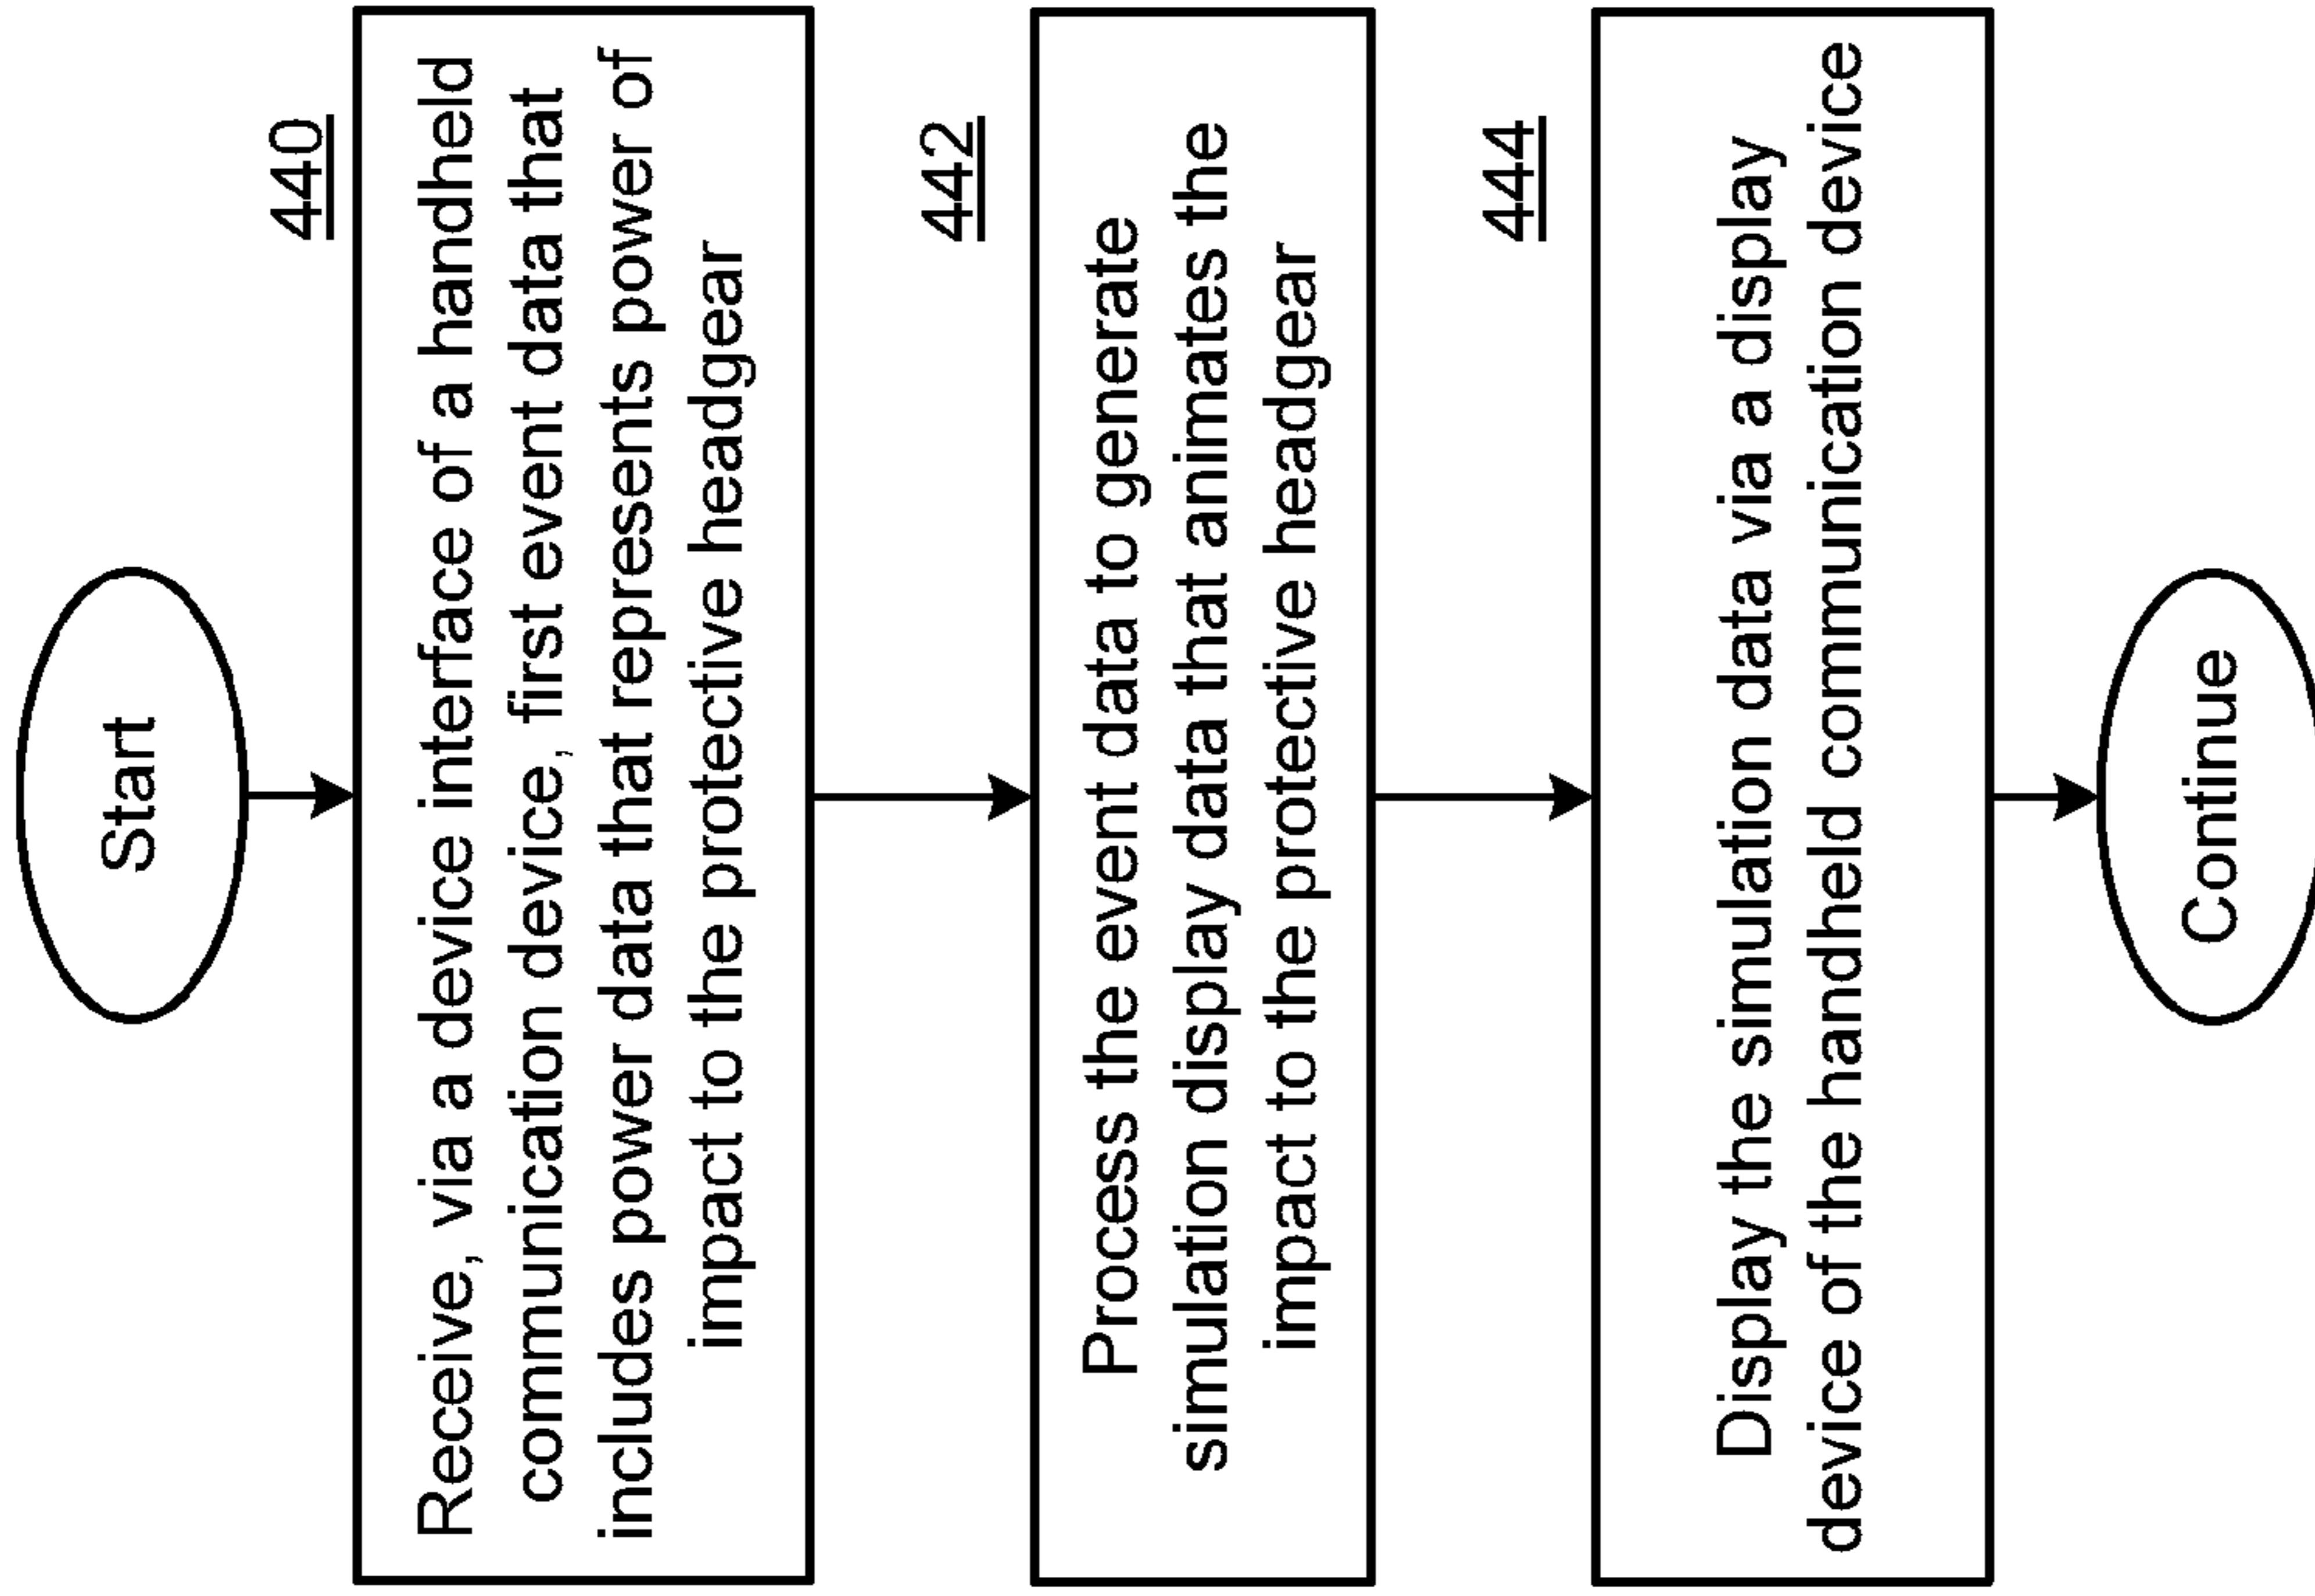 Start
440
Receive, via a device interface of a handheld
communication device, first event data that
includes power data that represents power of
impact to the protective headgear
442
Process the event data to generate
simulation display data that animates the
impact to the protective headgear
444
Display the simulation data via a display
device of the handheld communication device
Continue